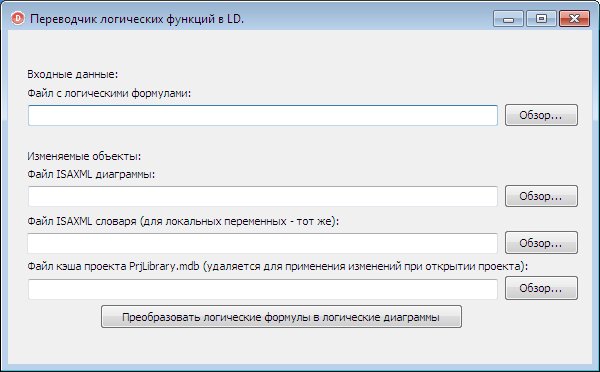 Переводчик логических функций в LD.
Входные данные:
Файл с логическими формулами:
Обзор...
Изменяемые объекты:
Файл ISAXML диаграммы:
Обзор...
Файл ISAXML словаря (для локальных переменных - тот же):
Обзор...
Файл кэша проекта PrjLibrary.mdb (удаляется для применения изменений при открытии проекта):
Обзор...
Преобразовать логические формулы в логические диаграммы